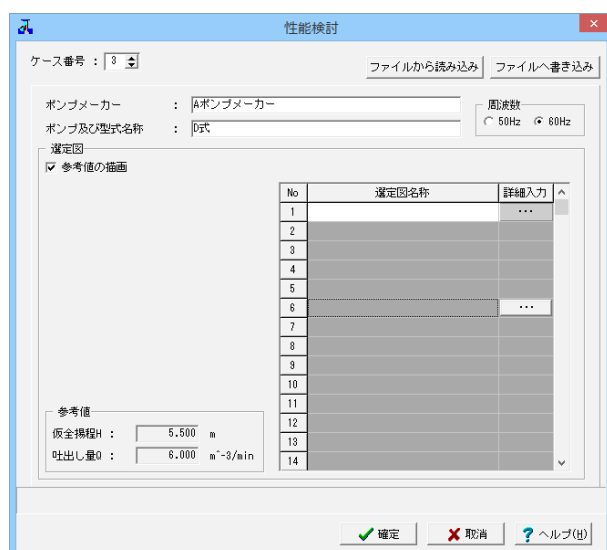 性能検討
ケース番号 : 3
ファイルから読み込み ファイルへ書き込み
ポンプメーカー : Aポンプメーカー
ポンプ及び型式名称 : D式
周波数
50Hz 60Hz
選定図
参考値の描画
No 選定図名称 詳細入力
1 ...
2
3
4
5
6 ...
7
8
9
10
11
12
13
14
参考値
仮全揚程H : 5.500 m
吐出し量Q : 6.000 m^-3/min
確定 取消 ヘルプ(H)